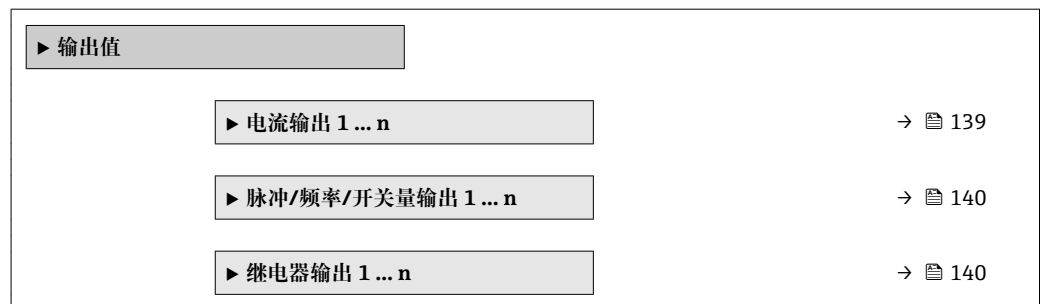 ▶ 输出值
▶ 电流输出 1 ... n → 139
▶ 脉冲/频率/开关量输出 1 ... n → 140
▶ 继电器输出 1 ... n → 140